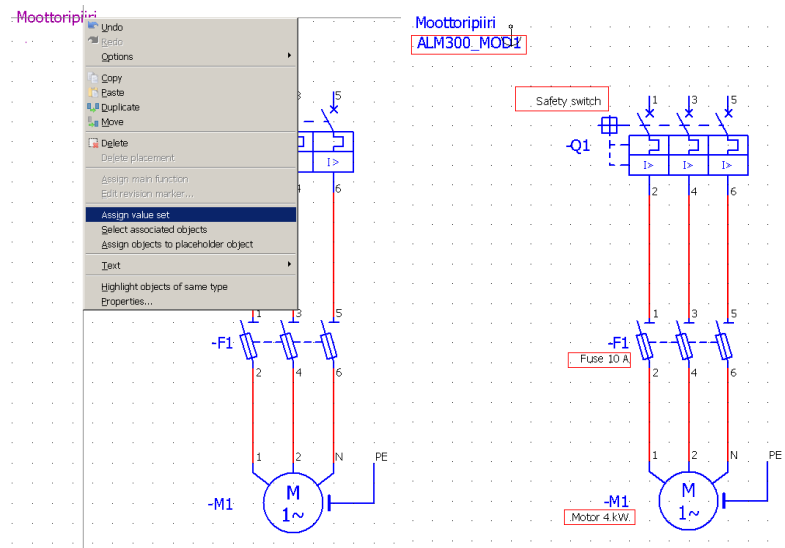 Moottoripiiri
Undo
Redo
Options
Copy
Paste
Duplicate
Move
Delete
Delete placement
Assign main function
Edit revision marker...
Assign value set
Select associated objects
Assign objects to placeholder object
Text
Highlight objects of same type
Properties...
3 5
I>
4 6
1 3 5
-F1
2 4 6
1 2 N PE
-M1
M
1~
Moottoripiiri
ALM300_MOD1
Safety switch
1 3 5
-Q1
I> I> I>
2 4 6
1 3 5
-F1
Fuse 10 A
2 4 6
1 2 N PE
-M1
Motor 4 kW
M
1~